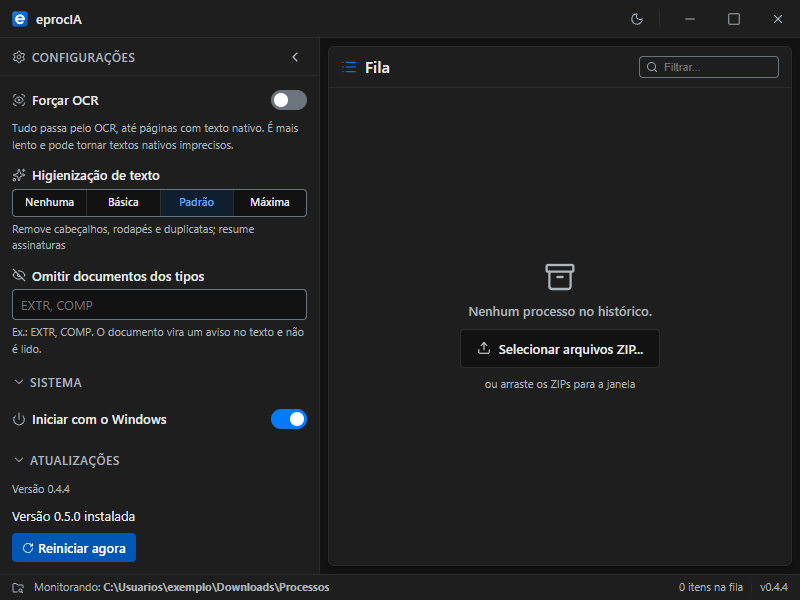 eprocIA
CONFIGURAÇÕES
Forçar OCR
Tudo passa pelo OCR, até páginas com texto nativo. É mais
lento e pode tornar textos nativos imprecisos.
Higienização de texto
Nenhuma Básica Padrão Máxima
Remove cabeçalhos, rodapés e duplicatas; resume
assinaturas
Omitir documentos dos tipos
EXTR, COMP
Ex.: EXTR, COMP. O documento vira um aviso no texto e não
é lido.
SISTEMA
Iniciar com o Windows
ATUALIZAÇÕES
Versão 0.4.4
Versão 0.5.0 instalada
Reiniciar agora
Fila
Filtrar...
Nenhum processo no histórico.
Selecionar arquivos ZIP...
ou arraste os ZIPs para a janela
Monitorando: C:\Usuarios\exemplo\Downloads\Processos
0 itens na fila v0.4.4